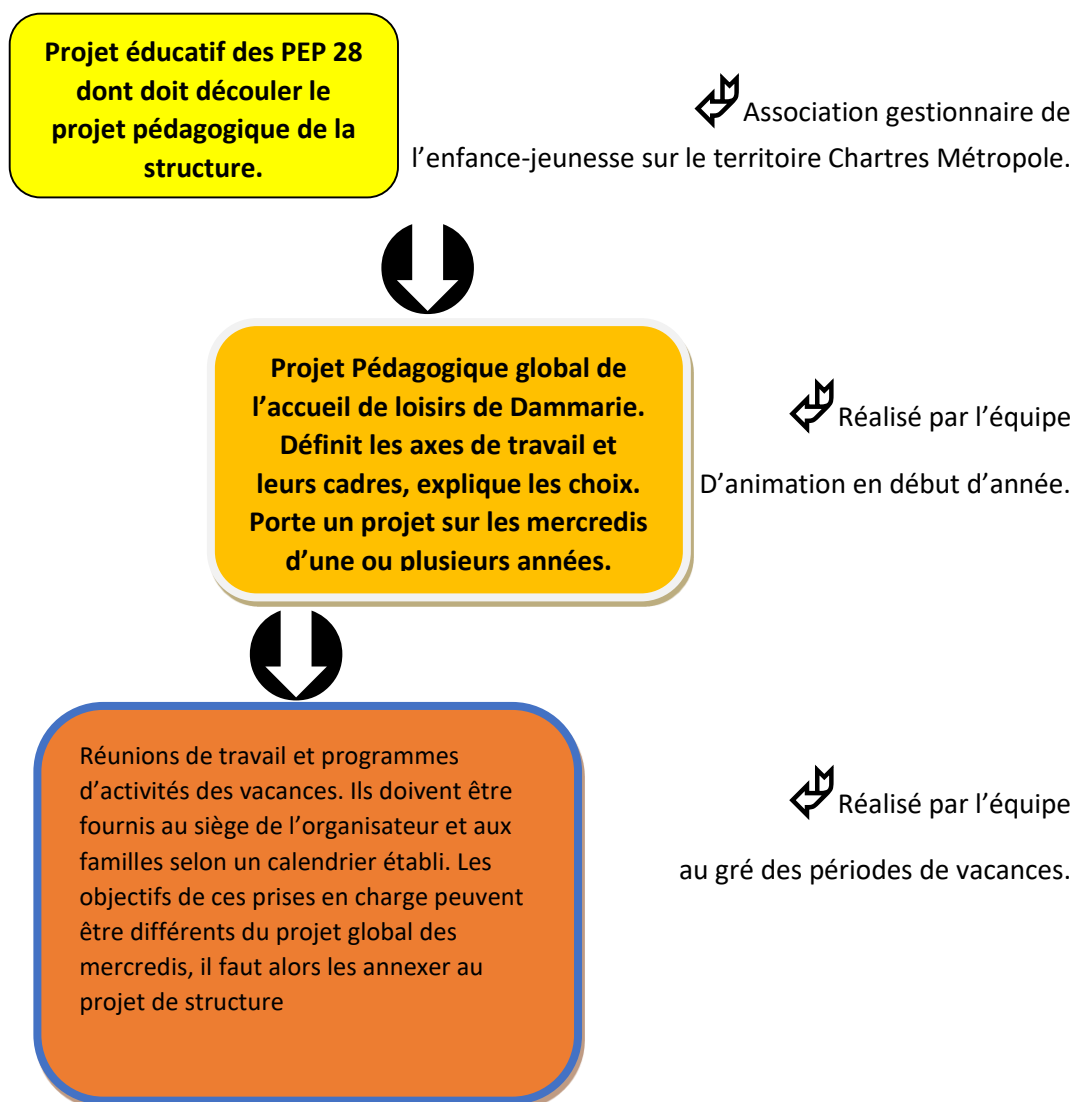 Projet éducatif des PEP 28
dont doit découler le
projet pédagogique de la
structure.
Association gestionnaire de
l’enfance-jeunesse sur le territoire Chartres Métropole.
Projet Pédagogique global de
l’accueil de loisirs de Dammarie.
Définit les axes de travail et
leurs cadres, explique les choix.
Porte un projet sur les mercredis
d’une ou plusieurs années.
Réalisé par l’équipe
D’animation en début d’année.
Réunions de travail et programmes
d’activités des vacances. Ils doivent être
fournis au siège de l’organisateur et aux
familles selon un calendrier établi. Les
objectifs de ces prises en charge peuvent
être différents du projet global des
mercredis, il faut alors les annexer au
projet de structure
Réalisé par l’équipe
au gré des périodes de vacances.